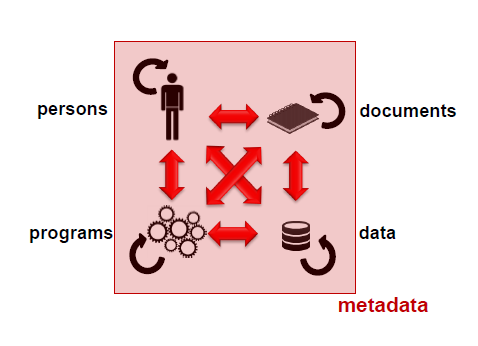 persons
documents
programs
data
metadata